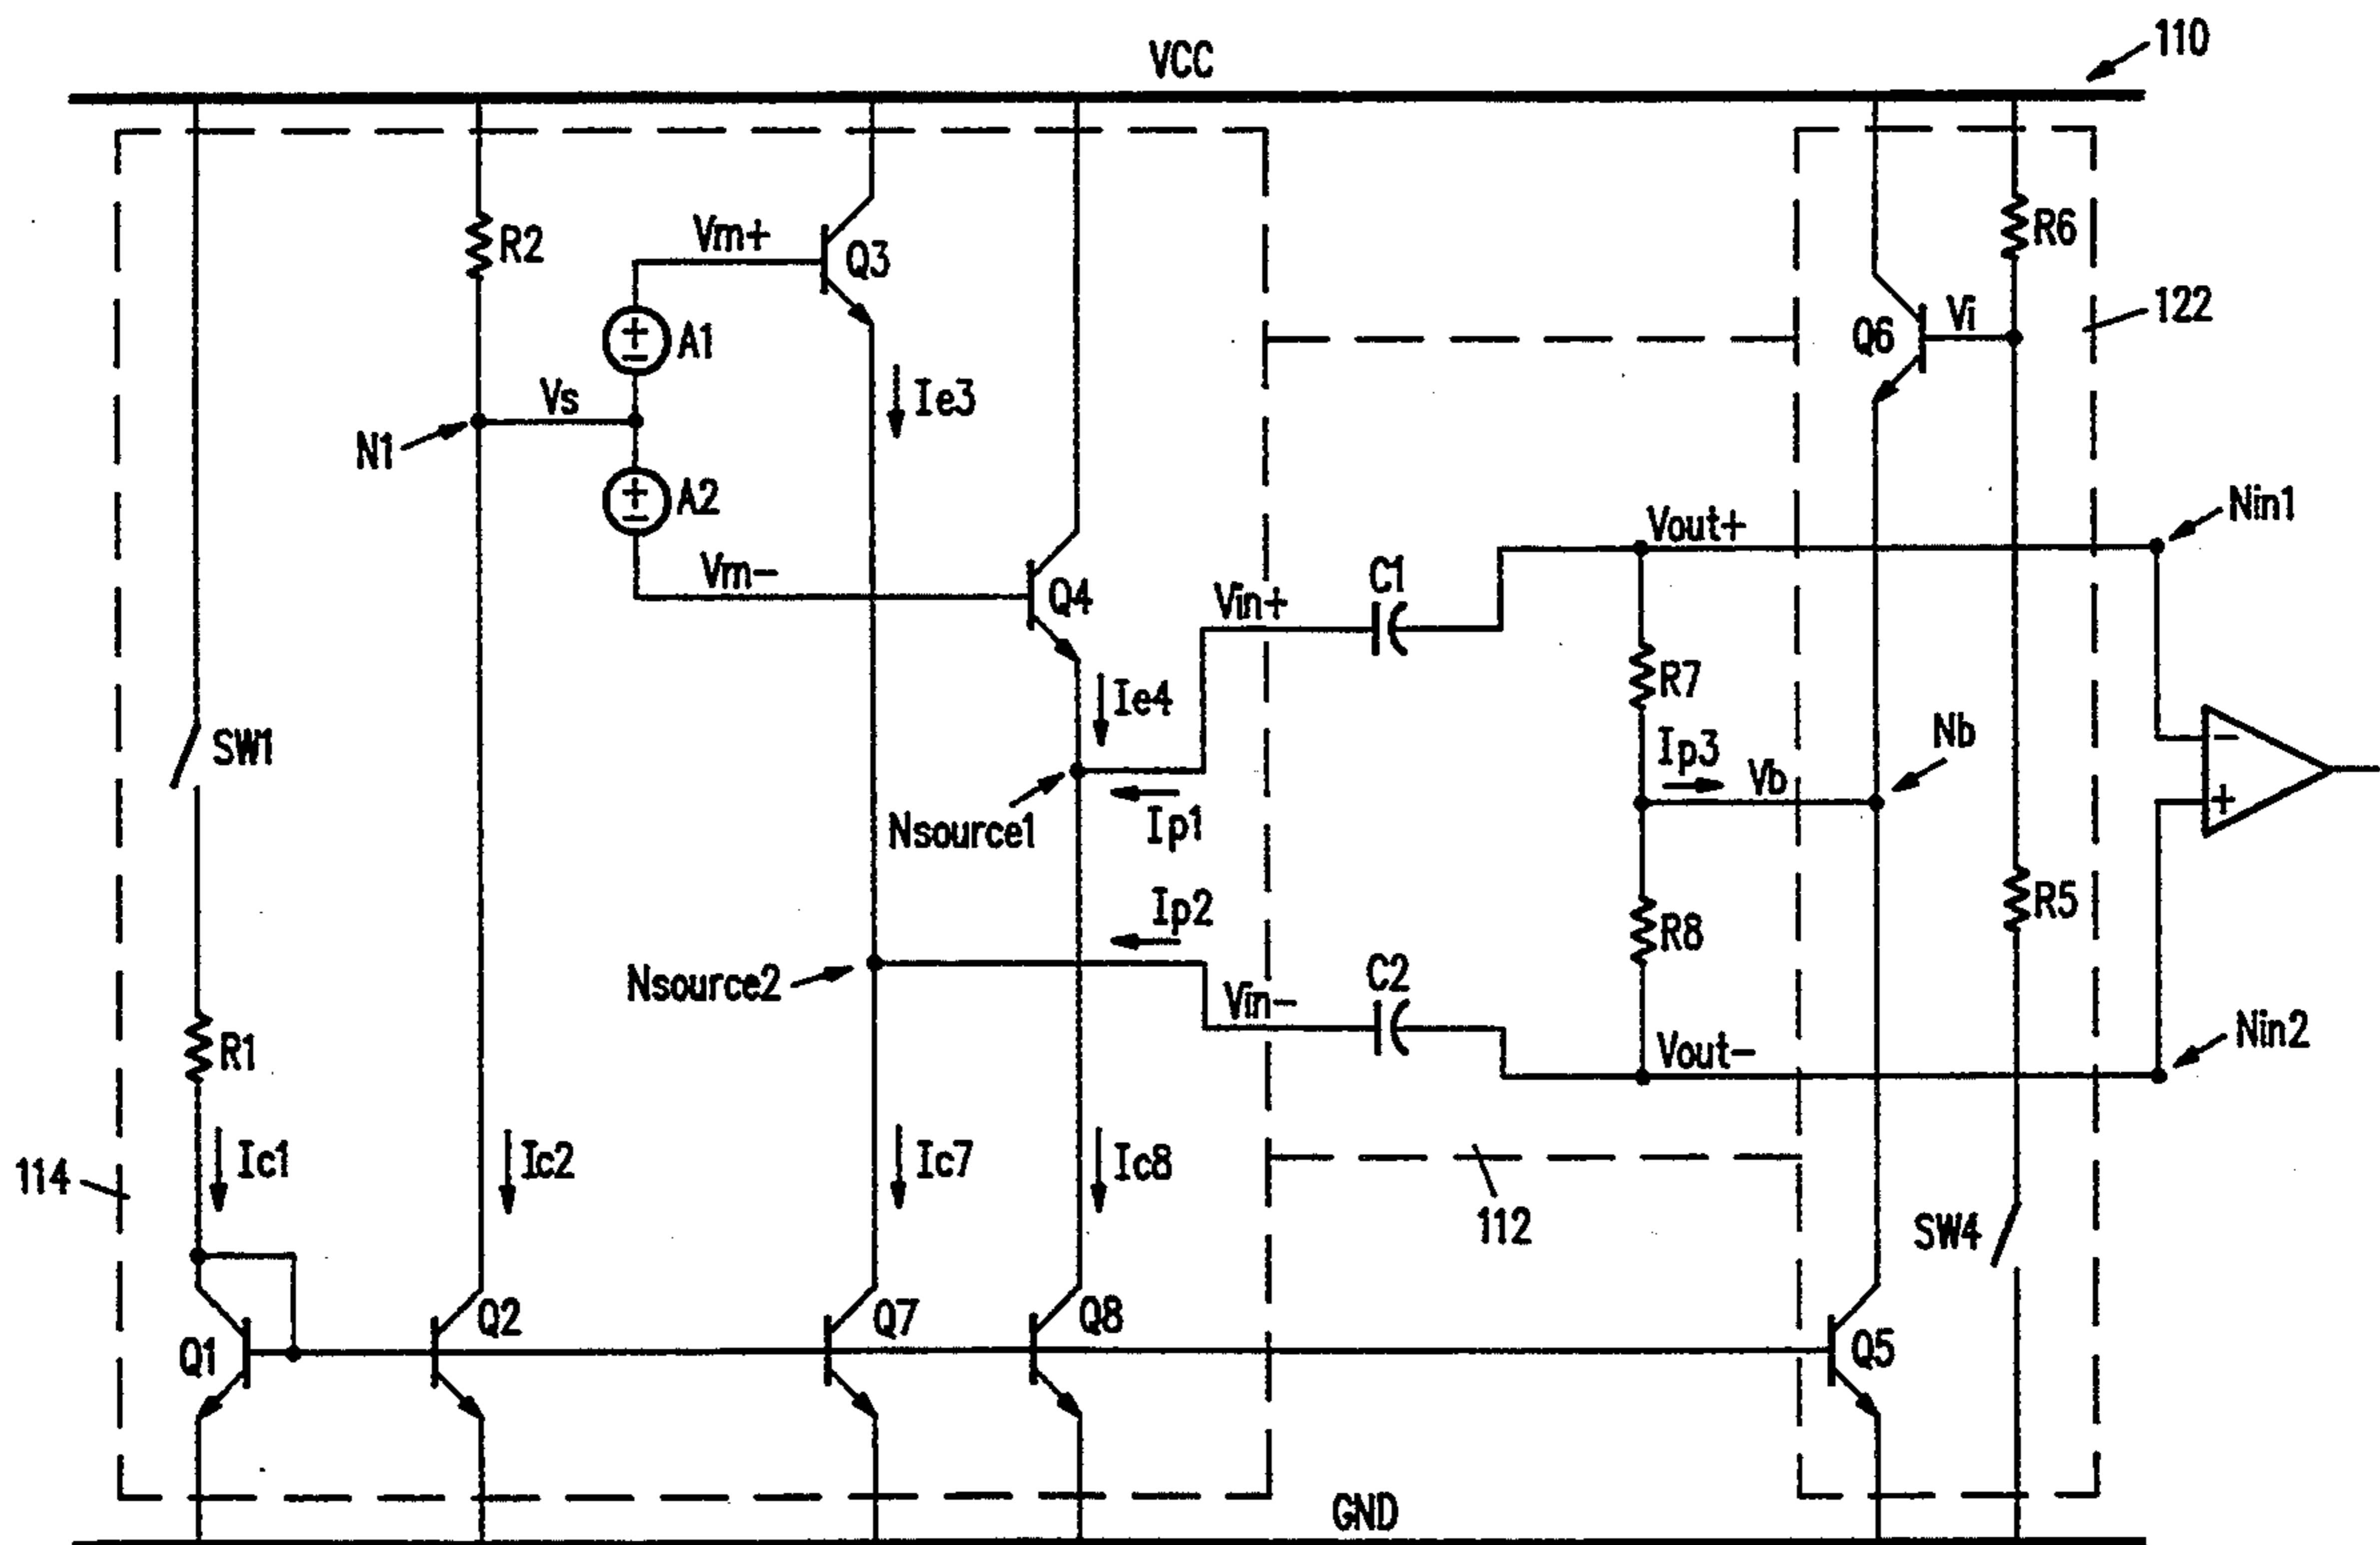 110
VCC
R2
Vm+
Q3
R6
122
Q6
Vi
A1
Vs
Ie3
N1
A2
Nin1
Vout+
Vm-
Q4
Vin+
C1
Ie4
R7
Nb
SW1
Ip3
Vb
Nsource1
Ip1
Ip2
R8
R5
Nsource2
Vin-
C2
Nin2
R1
Vout-
Ic1
Ic2
Ic7
Ic8
114
112
SW4
Q1
Q2
Q7
Q8
Q5
GND